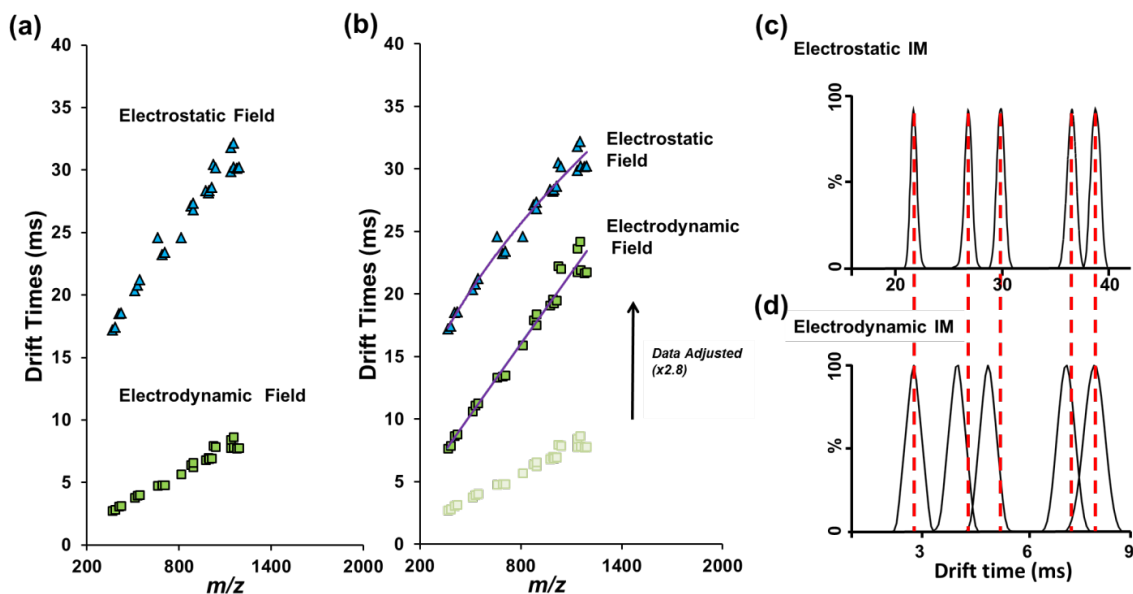 (a)
40
35
30
25
20
15
10
5
0
Drift Times (ms)
Electrostatic Field
Electrodynamic Field
200
800
1400
2000
m/z
(b)
40
35
30
25
20
15
10
5
0
Drift Times (ms)
Electrostatic
Field
Electrodynamic
Field
Data Adjusted
(x2.8)
200
800
1400
2000
m/z
(c)
Electrostatic IM
100
%
20
30
40
(d)
Electrodynamic IM
100
%
3
6
9
Drift time (ms)